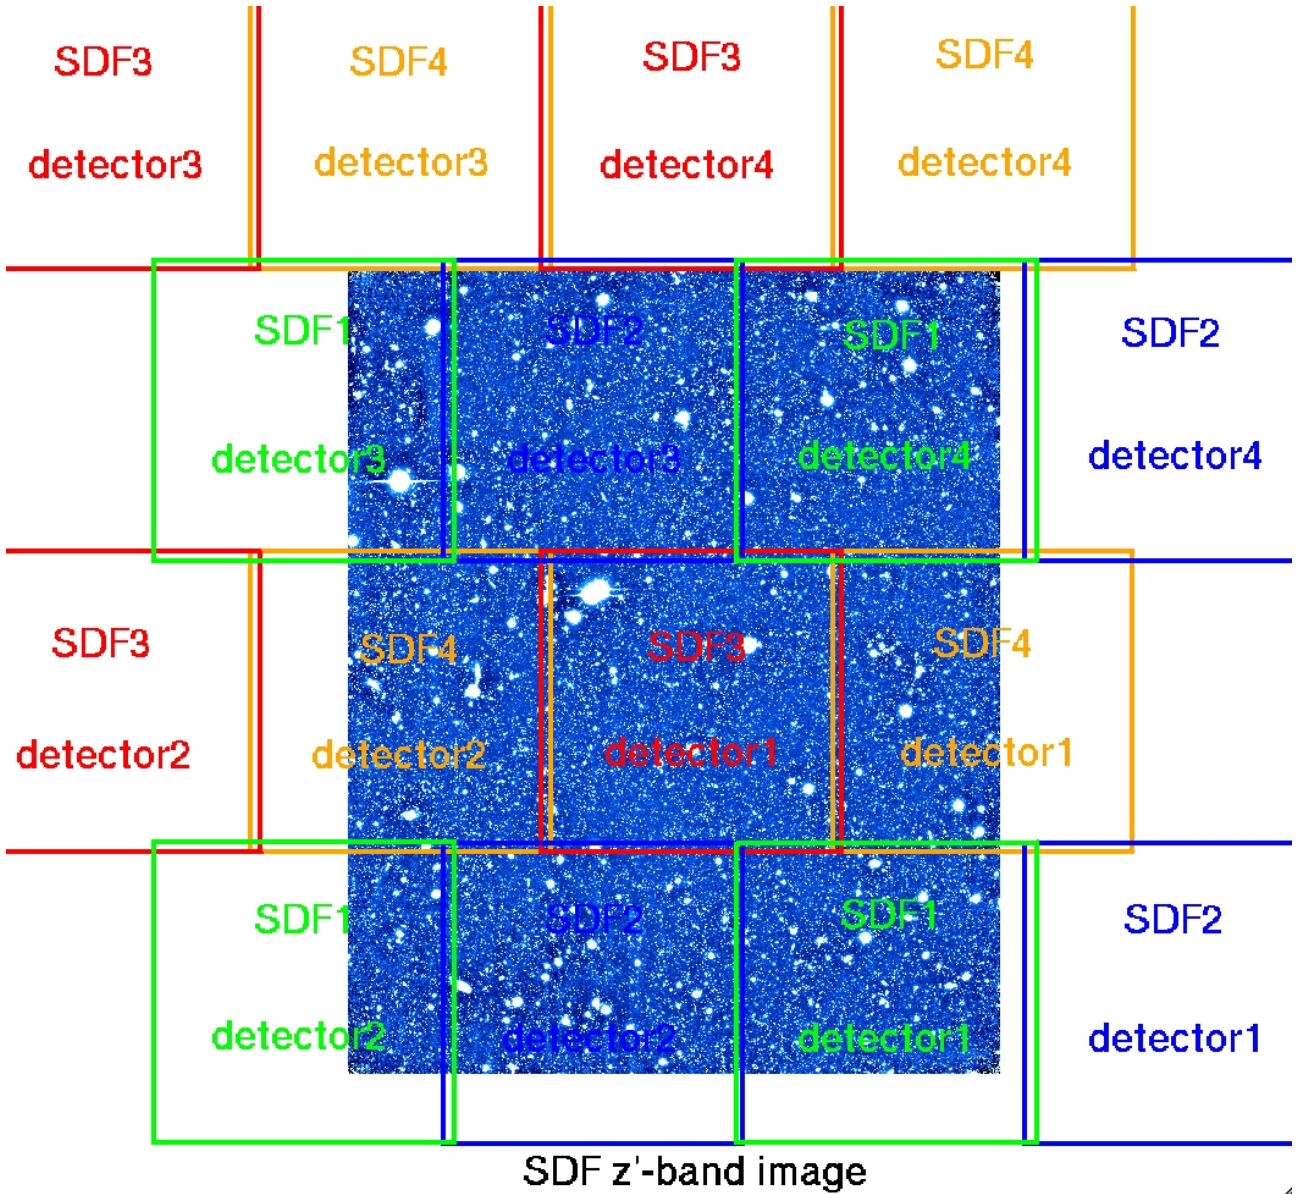 SDF3 SDF4 SDF3 SDF4
detector3 detector3 detector4 detector4
SDF1 SDF2 SDF1 SDF2
detector3 detector3 detector4 detector4
SDF3 SDF4 SDF3 SDF4
detector2 detector2 detector1 detector1
SDF1 SDF2 SDF1 SDF2
detector2 detector2 detector1 detector1
SDF z'-band image